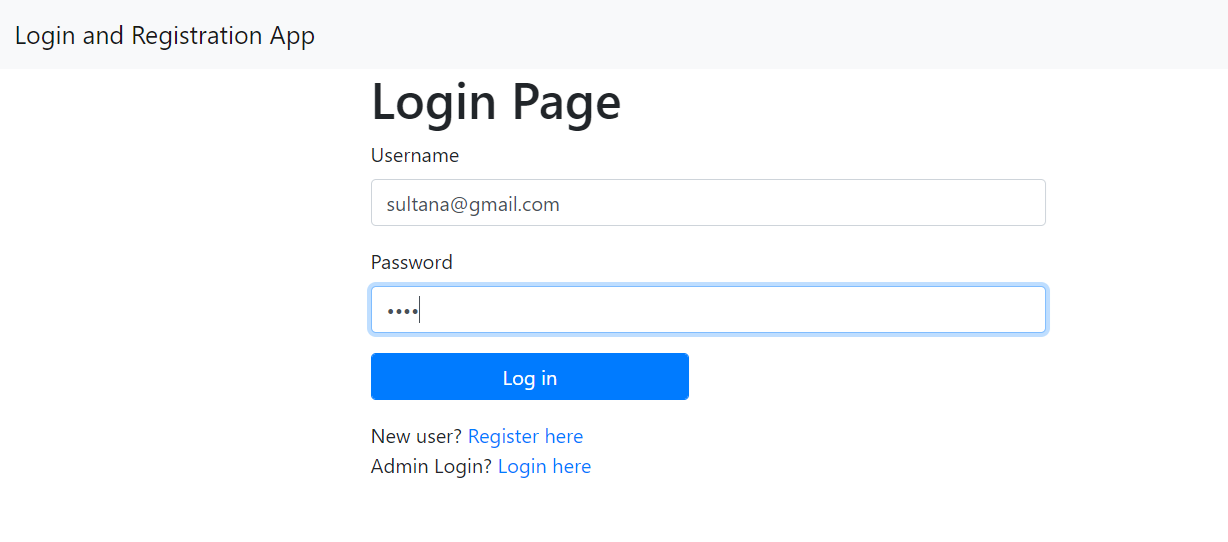 Login and Registration App
Login Page
Username
sultana@gmail.com
Password
••••
Log in
New user? Register here
Admin Login? Login here